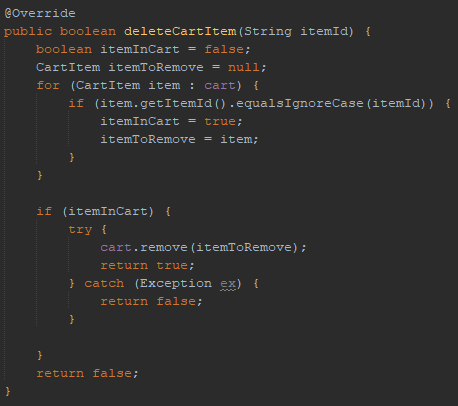 @Override
public boolean deleteCartItem(String itemId) {
    boolean itemInCart = false;
    CartItem itemToRemove = null;
    for (CartItem item : cart) {
        if (item.getItemId().equalsIgnoreCase(itemId)) {
            itemInCart = true;
            itemToRemove = item;
        }
    }

    if (itemInCart) {
        try {
            cart.remove(itemToRemove);
            return true;
        } catch (Exception ex) {
            return false;
        }

    }
    return false;
}